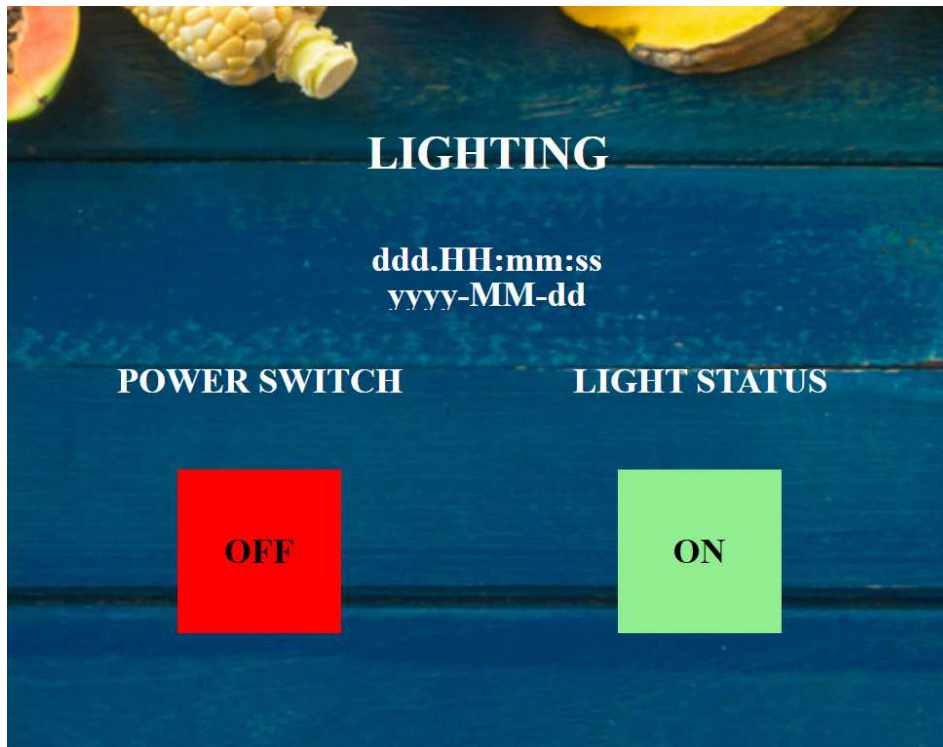 LIGHTING
ddd.HH:mm:ss
yyyy-MM-dd
POWER SWITCH
LIGHT STATUS
OFF
ON